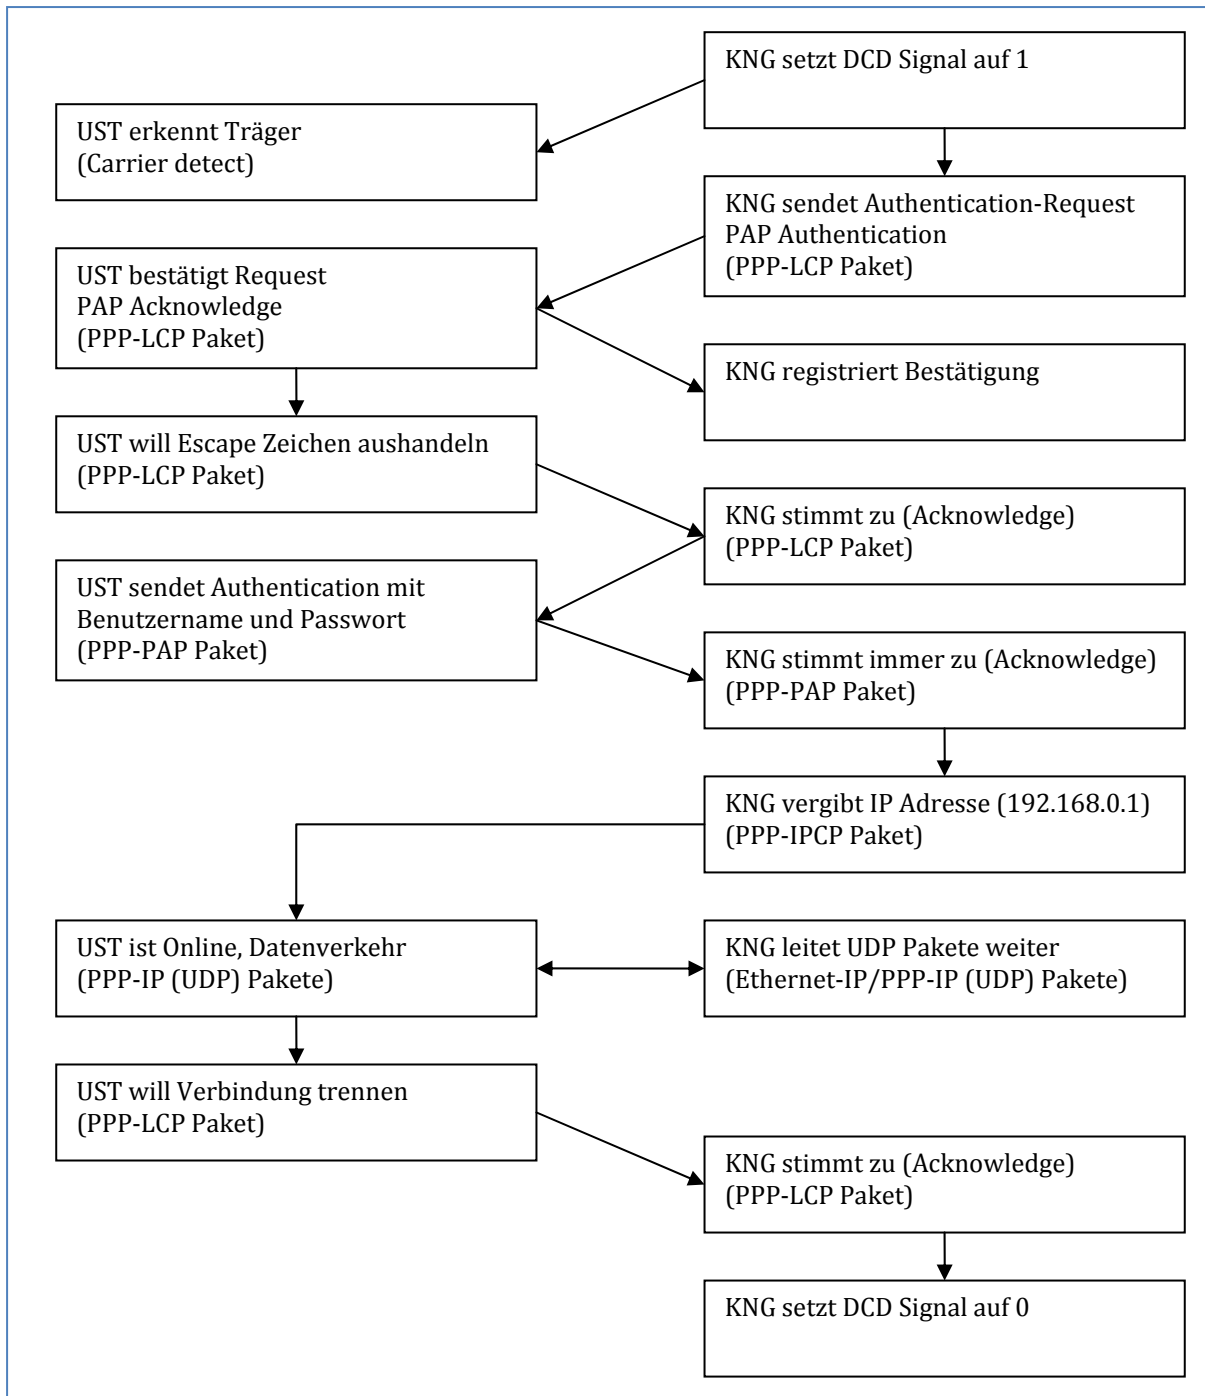 KNG setzt DCD Signal auf 1
UST erkennt Träger
(Carrier detect)
KNG sendet Authentication-Request
PAP Authentication
(PPP-LCP Paket)
UST bestätigt Request
PAP Acknowledge
(PPP-LCP Paket)
KNG registriert Bestätigung
UST will Escape Zeichen aushandeln
(PPP-LCP Paket)
KNG stimmt zu (Acknowledge)
(PPP-LCP Paket)
UST sendet Authentication mit
Benutzername und Passwort
(PPP-PAP Paket)
KNG stimmt immer zu (Acknowledge)
(PPP-PAP Paket)
KNG vergibt IP Adresse (192.168.0.1)
(PPP-IPCP Paket)
UST ist Online, Datenverkehr
(PPP-IP (UDP) Pakete)
KNG leitet UDP Pakete weiter
(Ethernet-IP/PPP-IP (UDP) Pakete)
UST will Verbindung trennen
(PPP-LCP Paket)
KNG stimmt zu (Acknowledge)
(PPP-LCP Paket)
KNG setzt DCD Signal auf 0